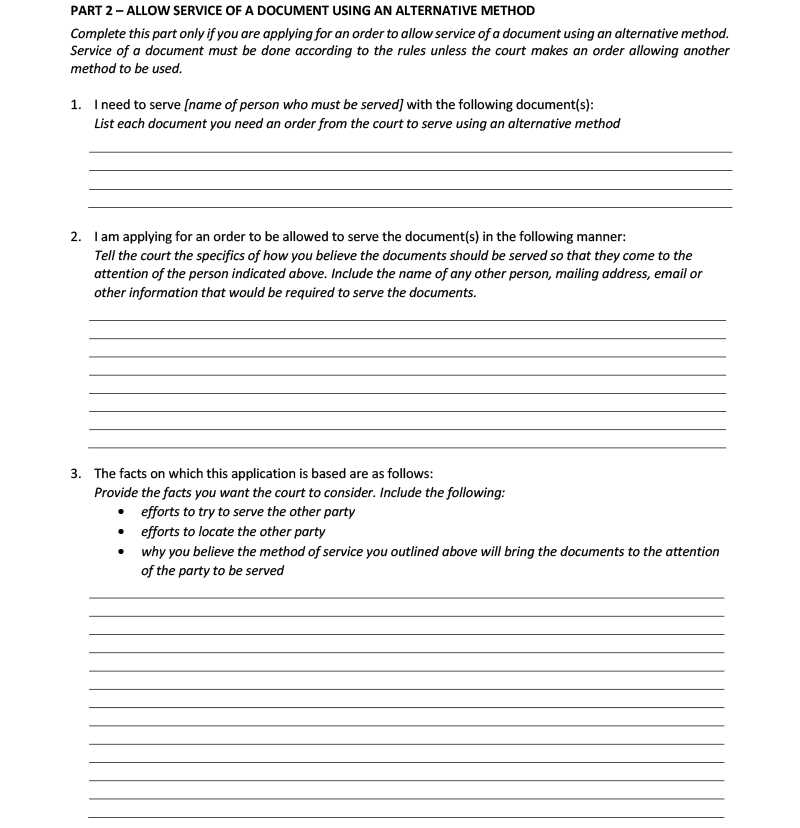 PART 2 – ALLOW SERVICE OF A DOCUMENT USING AN ALTERNATIVE METHOD
Complete this part only if you are applying for an order to allow service of a document using an alternative method.
Service of a document must be done according to the rules unless the court makes an order allowing another
method to be used.
1. I need to serve [name of person who must be served] with the following document(s):
List each document you need an order from the court to serve using an alternative method
2. I am applying for an order to be allowed to serve the document(s) in the following manner:
Tell the court the specifics of how you believe the documents should be served so that they come to the
attention of the person indicated above. Include the name of any other person, mailing address, email or
other information that would be required to serve the documents.
3. The facts on which this application is based are as follows:
Provide the facts you want the court to consider. Include the following:
• efforts to try to serve the other party
• efforts to locate the other party
• why you believe the method of service you outlined above will bring the documents to the attention
of the party to be served